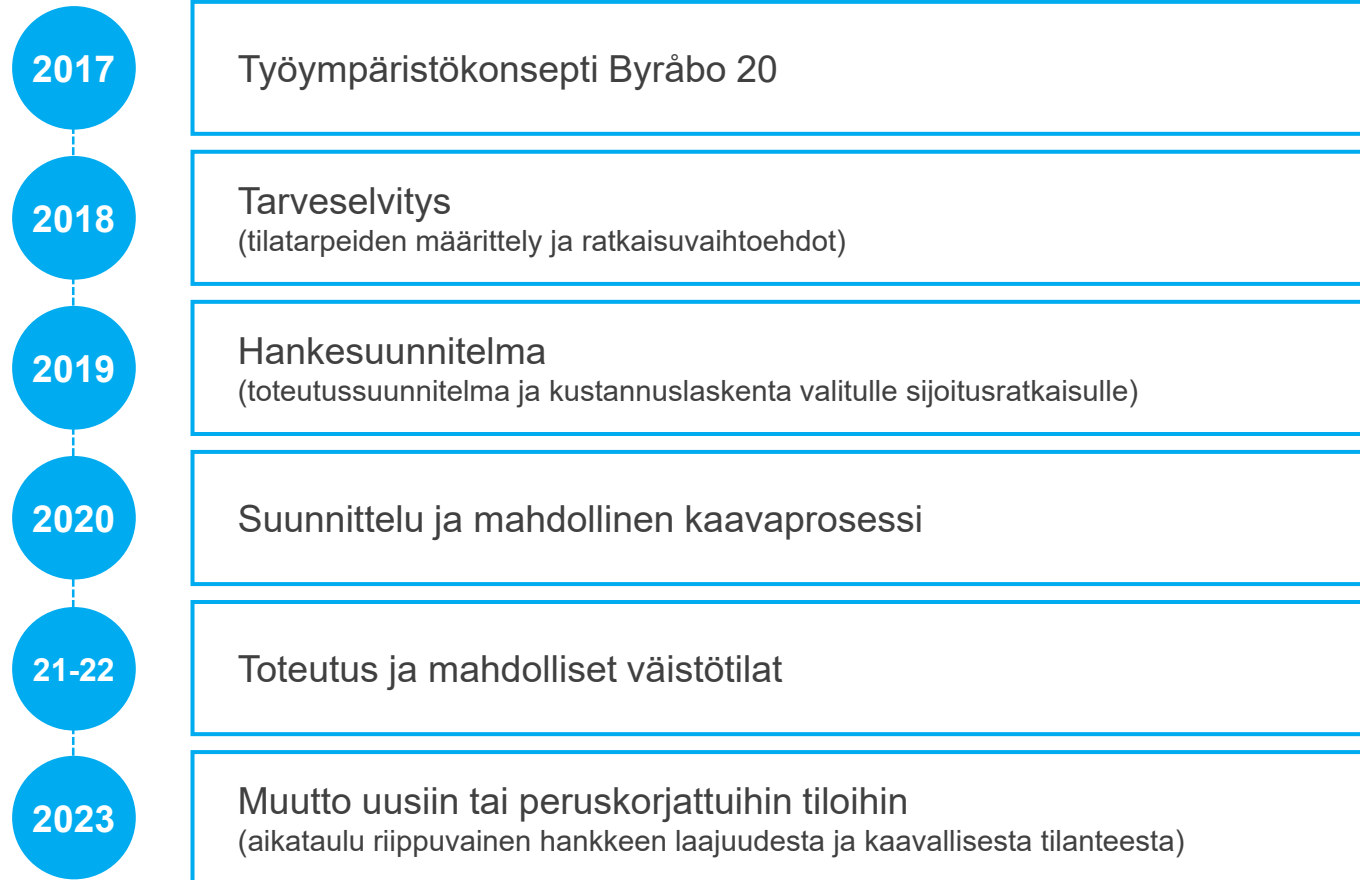 2017
Työympäristökonsepti Byråbo 20
2018
Tarveselvitys
(tilatarpeiden määrittely ja ratkaisuvaihtoehdot)
2019
Hankesuunnitelma
(toteutussuunnitelma ja kustannuslaskenta valitulle sijoitusratkaisulle)
2020
Suunnittelu ja mahdollinen kaavaprosessi
21-22
Toteutus ja mahdolliset väistötilat
2023
Muutto uusiin tai peruskorjattuihin tiloihin
(aikataulu riippuvainen hankkeen laajuudesta ja kaavallisesta tilanteesta)